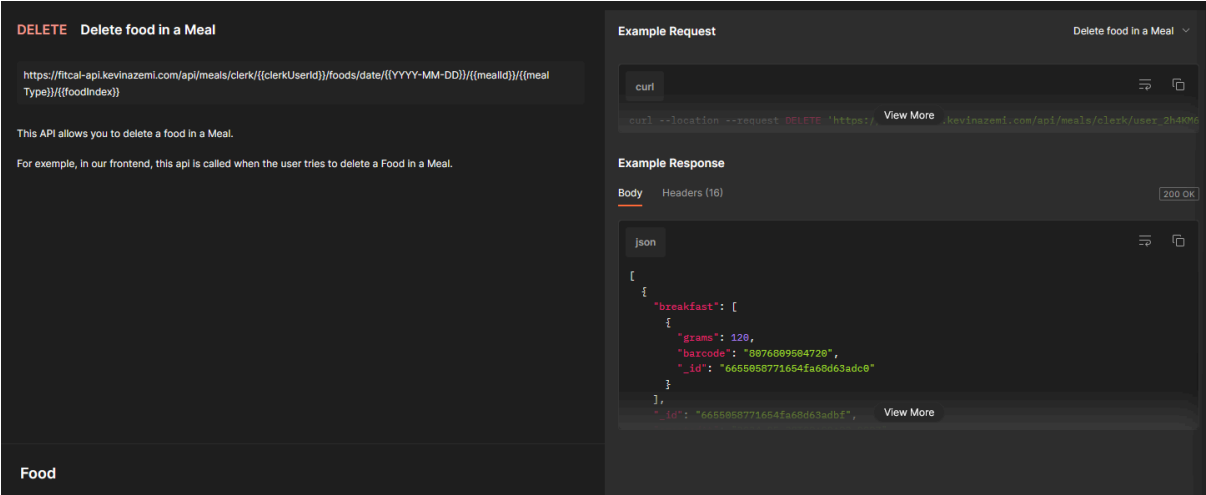 DELETE Delete food in a Meal
https://fitcal-api.kevinazemi.com/api/meals/clerk/{{clerkUserId}}/foods/date/{{YYYY-MM-DD}}/{{mealId}}/{{meal
Type}}/{{foodIndex}}
This API allows you to delete a food in a Meal.
For exemple, in our frontend, this api is called when the user tries to delete a Food in a Meal.
Food
Example Request
Delete food in a Meal
curl
curl --location --request DELETE 'https:/
View More
.kevinazemi.com/api/meals/clerk/user_2h4KM6
Example Response
Body Headers (16)
200 OK
json
[
{
"breakfast": [
{
"grams": 120,
"barcode": "8076809504720",
"_id": "6655058771654fa68d63adc0"
}
],
"_id": "6655058771654fa68d63adbf",
View More